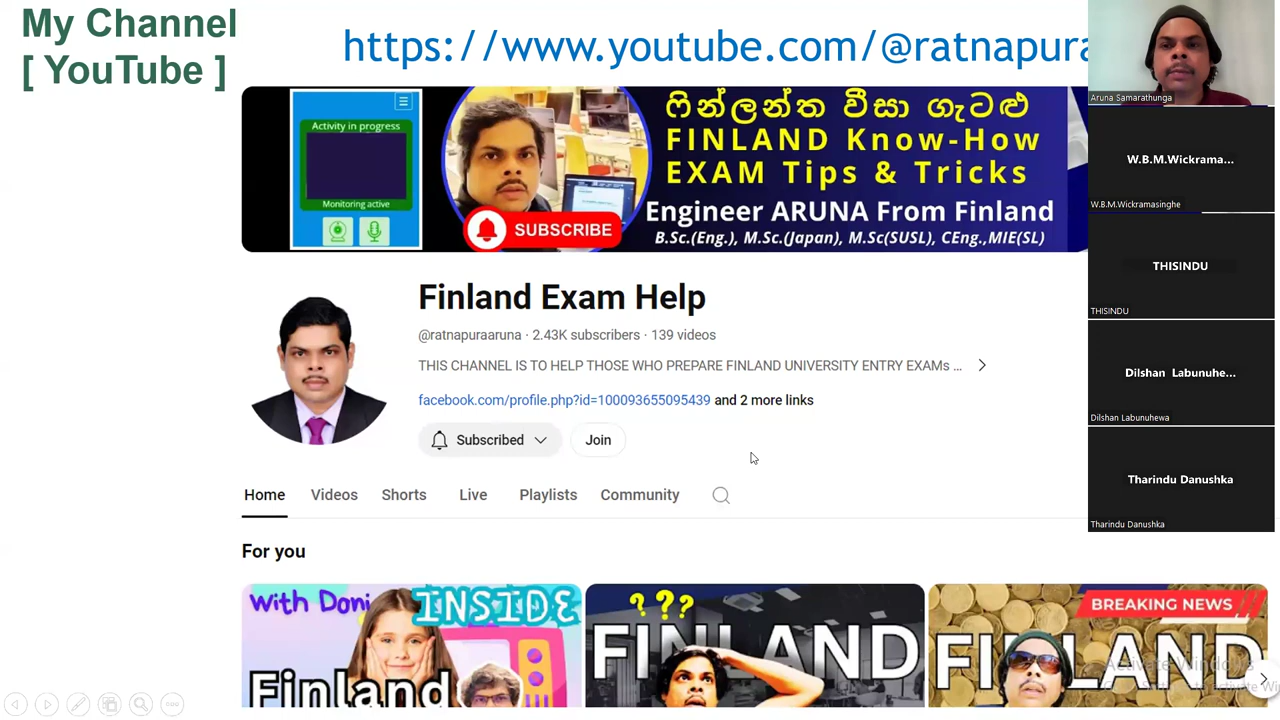 My Channel
[ YouTube ]
https://www.youtube.com/@ratnapura
Activity in progress
Monitoring active
ෆින්ලන්ත වීසා ගැටළු
FINLAND Know-How
EXAM Tips & Tricks
Engineer ARUNA From Finland
B.Sc.(Eng.), M.Sc.(Japan), M.Sc(SUSL), CEng.,MIE(SL)
SUBSCRIBE
Aruna Samarathunga
W.B.M.Wickrama...
W.B.M.Wickramasinghe
THISINDU
THISINDU
Dilshan Labunuhe...
Dilshan Labunuhewa
Tharindu Danushka
Tharindu Danushka
Finland Exam Help
@ratnapuraaruna · 2.43K subscribers · 139 videos
THIS CHANNEL IS TO HELP THOSE WHO PREPARE FINLAND UNIVERSITY ENTRY EXAMs ...
facebook.com/profile.php?id=100093655095439 and 2 more links
Subscribed
Join
Home Videos Shorts Live Playlists Community
For you
With Doni INSIDE
Finland
???
FINLAND
BREAKING NEWS
FINLAND
Activate Windows